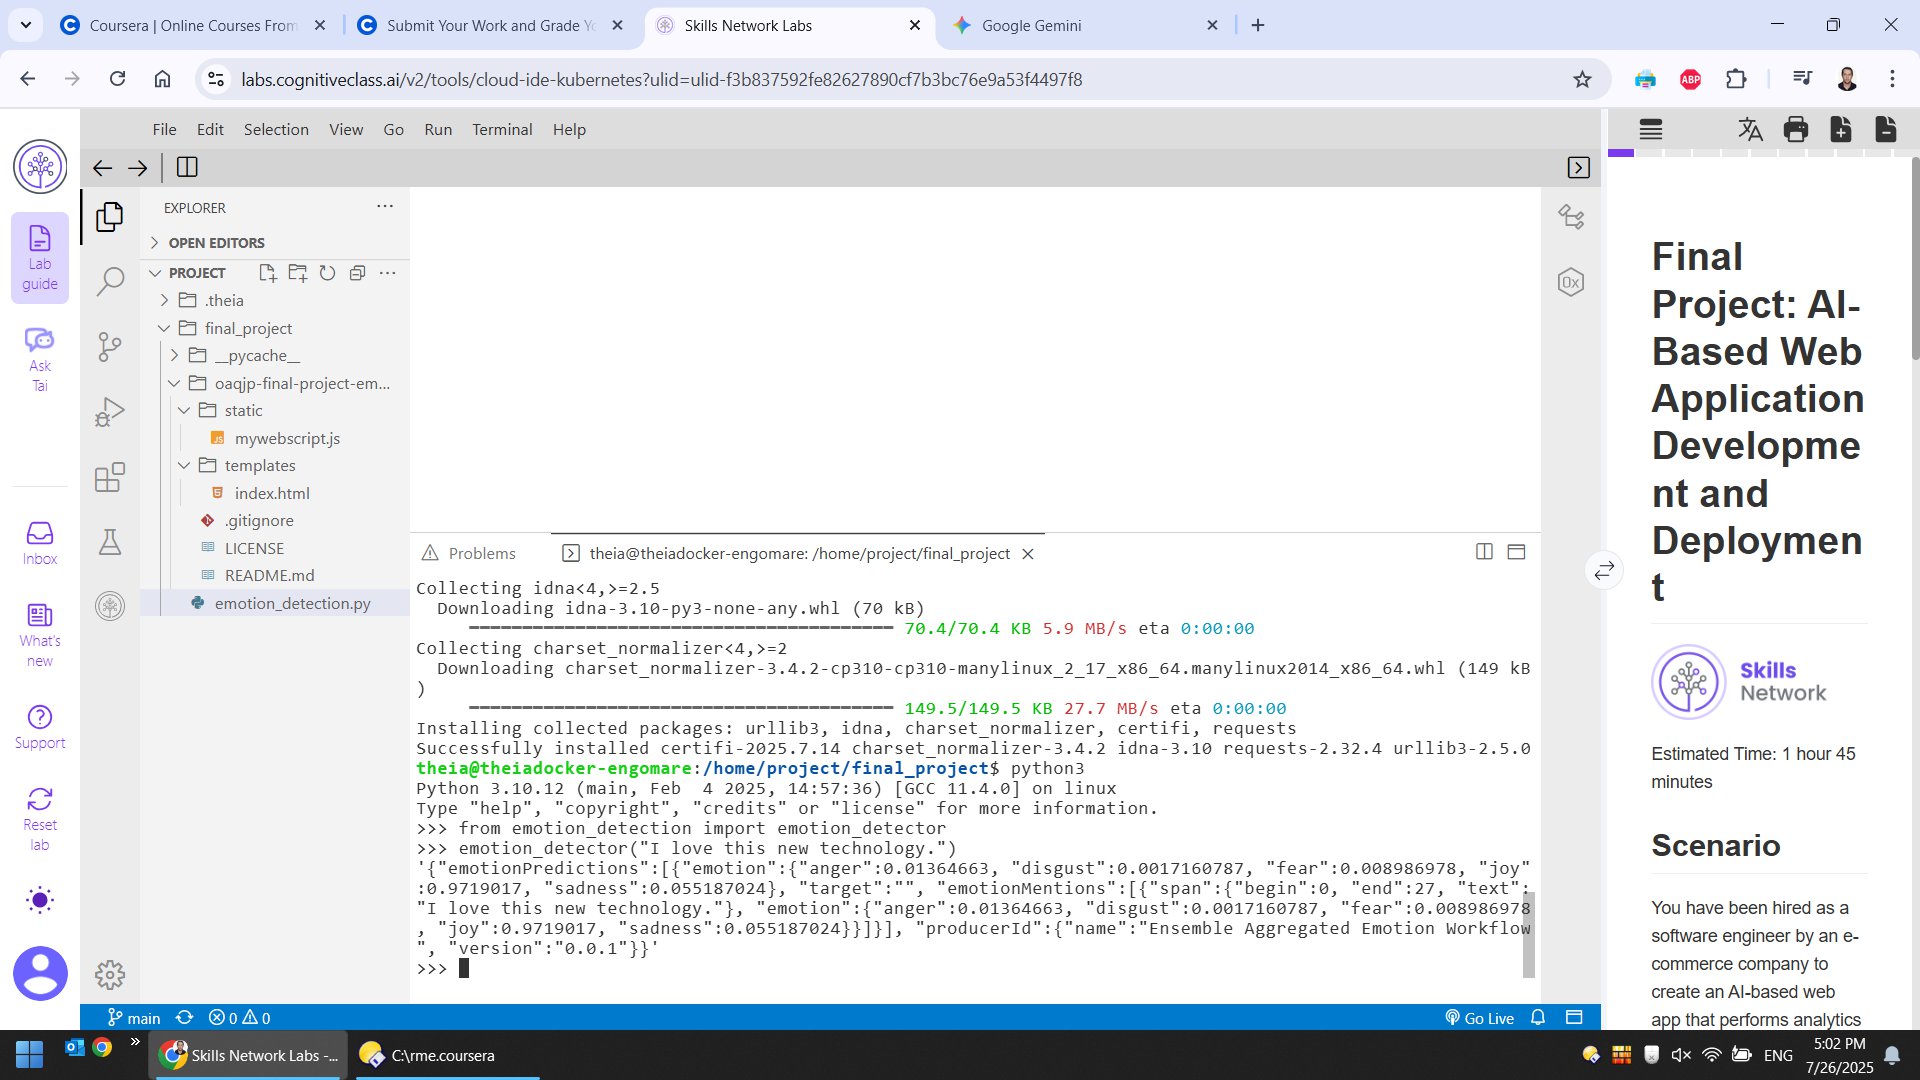 Coursera | Online Courses From
Submit Your Work and Grade Yo
Skills Network Labs
Google Gemini
labs.cognitiveclass.ai/v2/tools/cloud-ide-kubernetes?ulid=ulid-f3b837592fe82627890cf7b3bc76e9a53f4497f8
ABP
File Edit Selection View Go Run Terminal Help
Lab
guide
Ask
Tai
Inbox
What's
new
Support
Reset
lab
EXPLORER
OPEN EDITORS
PROJECT
.theia
final_project
__pycache__
oaqjp-final-project-em...
static
JS mywebscript.js
templates
index.html
.gitignore
LICENSE
README.md
emotion_detection.py
0x
Problems
theia@theiadocker-engomare: /home/project/final_project
Collecting idna<4,>=2.5
Downloading idna-3.10-py3-none-any.whl (70 kB)
70.4/70.4 KB 5.9 MB/s eta 0:00:00
Collecting charset_normalizer<4,>=2
Downloading charset_normalizer-3.4.2-cp310-cp310-manylinux_2_17_x86_64.manylinux2014_x86_64.whl (149 kB
)
149.5/149.5 KB 27.7 MB/s eta 0:00:00
Installing collected packages: urllib3, idna, charset_normalizer, certifi, requests
Successfully installed certifi-2025.7.14 charset_normalizer-3.4.2 idna-3.10 requests-2.32.4 urllib3-2.5.0
theia@theiadocker-engomare:/home/project/final_project$ python3
Python 3.10.12 (main, Feb  4 2025, 14:57:36) [GCC 11.4.0] on linux
Type "help", "copyright", "credits" or "license" for more information.
>>> from emotion_detection import emotion_detector
>>> emotion_detector("I love this new technology.")
'{"emotionPredictions":[{"emotion":{"anger":0.01364663, "disgust":0.0017160787, "fear":0.008986978, "joy"
:0.9719017, "sadness":0.055187024}, "target":"", "emotionMentions":[{"span":{"begin":0, "end":27, "text":
"I love this new technology."}, "emotion":{"anger":0.01364663, "disgust":0.0017160787, "fear":0.008986978
, "joy":0.9719017, "sadness":0.055187024}}]}], "producerId":{"name":"Ensemble Aggregated Emotion Workflow
", "version":"0.0.1"}}'
>>>
main 0 0
Go Live
Final
Project: AI-
Based Web
Application
Developme
nt and
Deploymen
t
Skills
Network
Estimated Time: 1 hour 45
minutes
Scenario
You have been hired as a
software engineer by an e-
commerce company to
create an AI-based web
app that performs analytics
Skills Network Labs -...
C:\rme.coursera
ENG
5:02 PM
7/26/2025